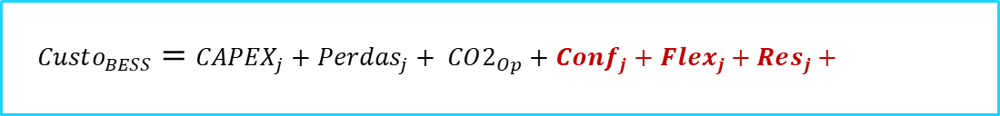 Custo_BESS = CAPEX_j + Perdas_j + CO2_Op + Conf_j + Flex_j + Res_j +